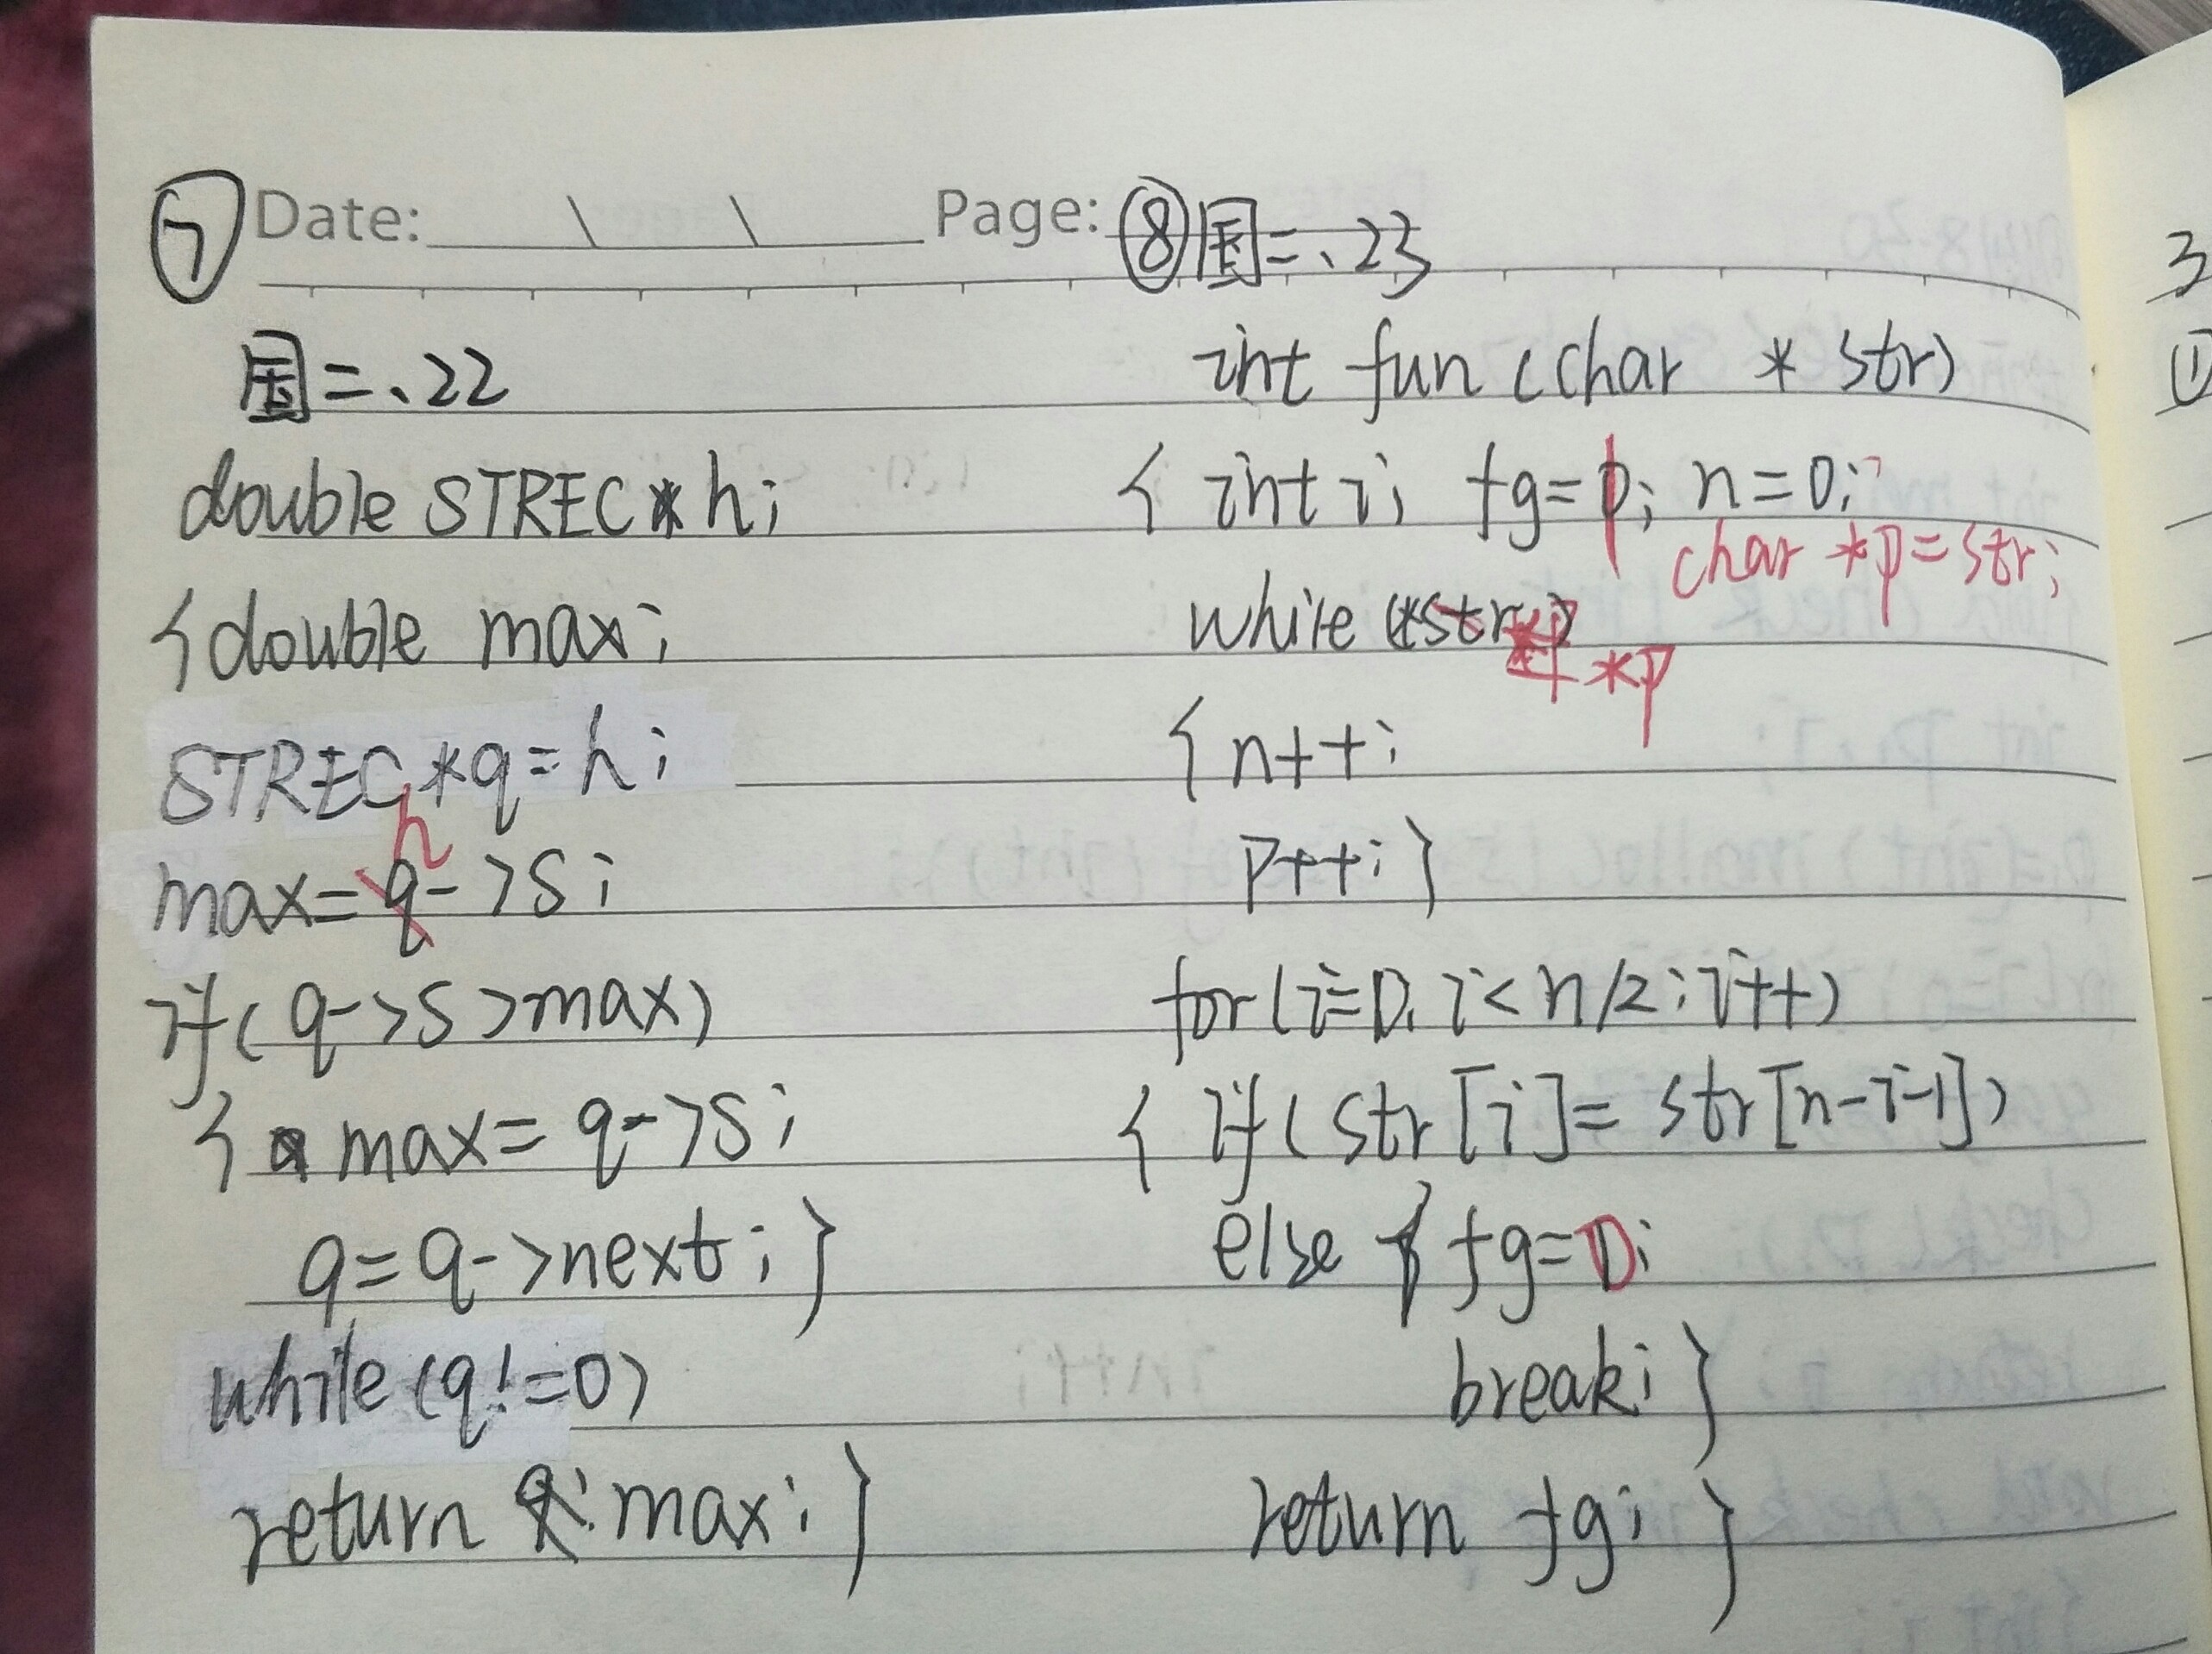 ⑦ Date: \ \ Page:
国二、22
double STREC * h;
{double max;
STREC *q=h;
h
max=q->s;
if(q->s>max)
{ max= q->s;
q=q->next; }
while(q!=0)
return max; }
⑧国二、23
int fun (char * str)
{ int i; fg= ; n=0;
char *p=str;
while (*str)
*p
{n++;
p++; }
for(i=0; i<n/2; i++)
{ if(str[i]= str[n-i-1])
else { fg=0;
break; }
return fg; }
3
①